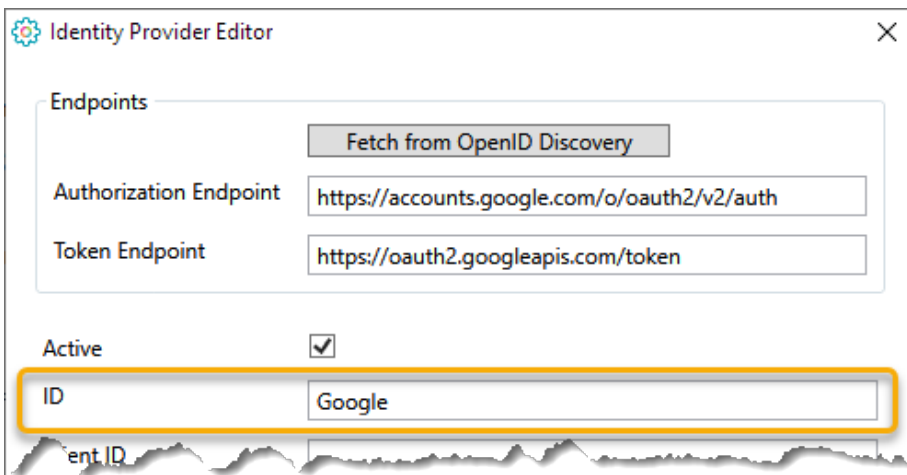 Identity Provider Editor
Endpoints
Fetch from OpenID Discovery
Authorization Endpoint https://accounts.google.com/o/oauth2/v2/auth
Token Endpoint https://oauth2.googleapis.com/token
Active
ID Google
ID